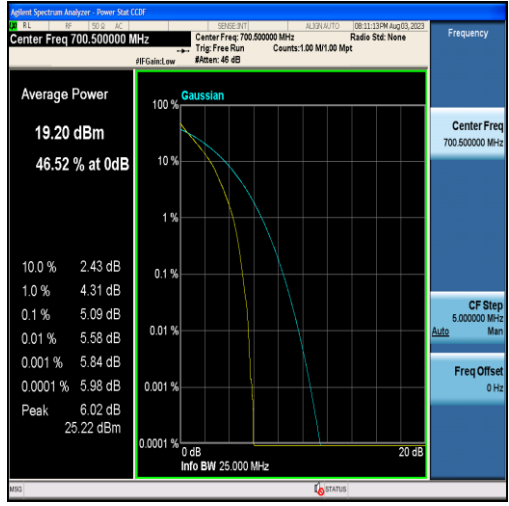 Agilent Spectrum Analyzer - Power Stat CCDF
RL RF 50 Ω AC SENSE:INT ALIGN AUTO 08:11:13 PM Aug 03, 2023
Center Freq 700.500000 MHz
Center Freq: 700.500000 MHz
Radio Std: None
Trig: Free Run
Counts:1.00 M/1.00 Mpt
#IFGain:Low
#Atten: 46 dB
Frequency
Average Power
19.20 dBm
46.52 % at 0dB
10.0 % 2.43 dB
1.0 % 4.31 dB
0.1 % 5.09 dB
0.01 % 5.58 dB
0.001 % 5.84 dB
0.0001 % 5.98 dB
Peak 6.02 dB
25.22 dBm
Gaussian
100 %
10 %
1 %
0.1 %
0.01 %
0.001 %
0.0001 %
0 dB
20 dB
Info BW 25.000 MHz
Center Freq
700.500000 MHz
CF Step
5.000000 MHz
Auto Man
Freq Offset
0 Hz
MSG
STATUS